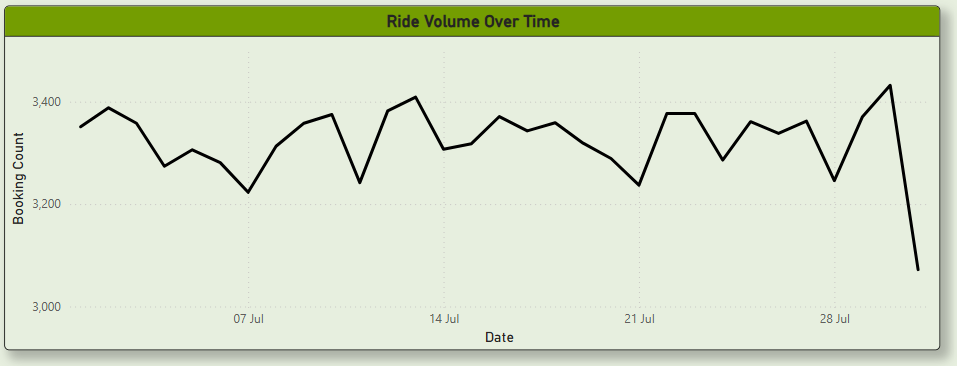 Ride Volume Over Time
3,400
3,200
3,000
Booking Count
07 Jul
14 Jul
21 Jul
28 Jul
Date